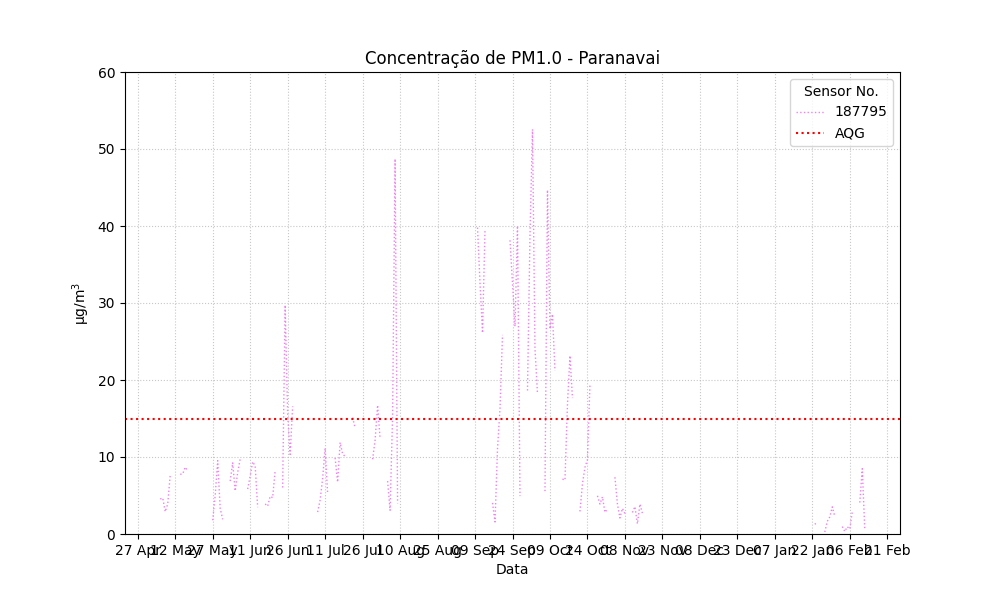 Concentração de PM1.0 - Paranavai
Sensor No.
187795
AQG
60
50
40
30
20
10
0
µg/m³
27 Apr 12 May 27 May 11 Jun 26 Jun 11 Jul 26 Jul 10 Aug 25 Aug 09 Sep 24 Sep 09 Oct 24 Oct 08 Nov 23 Nov 08 Dec 23 Dec 07 Jan 22 Jan 06 Feb 21 Feb
Data